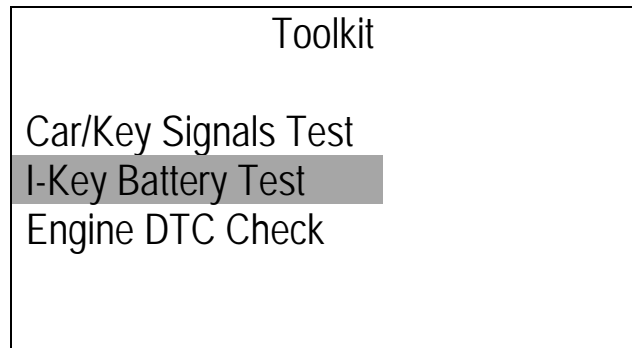 Toolkit
Car/Key Signals Test
I-Key Battery Test
Engine DTC Check